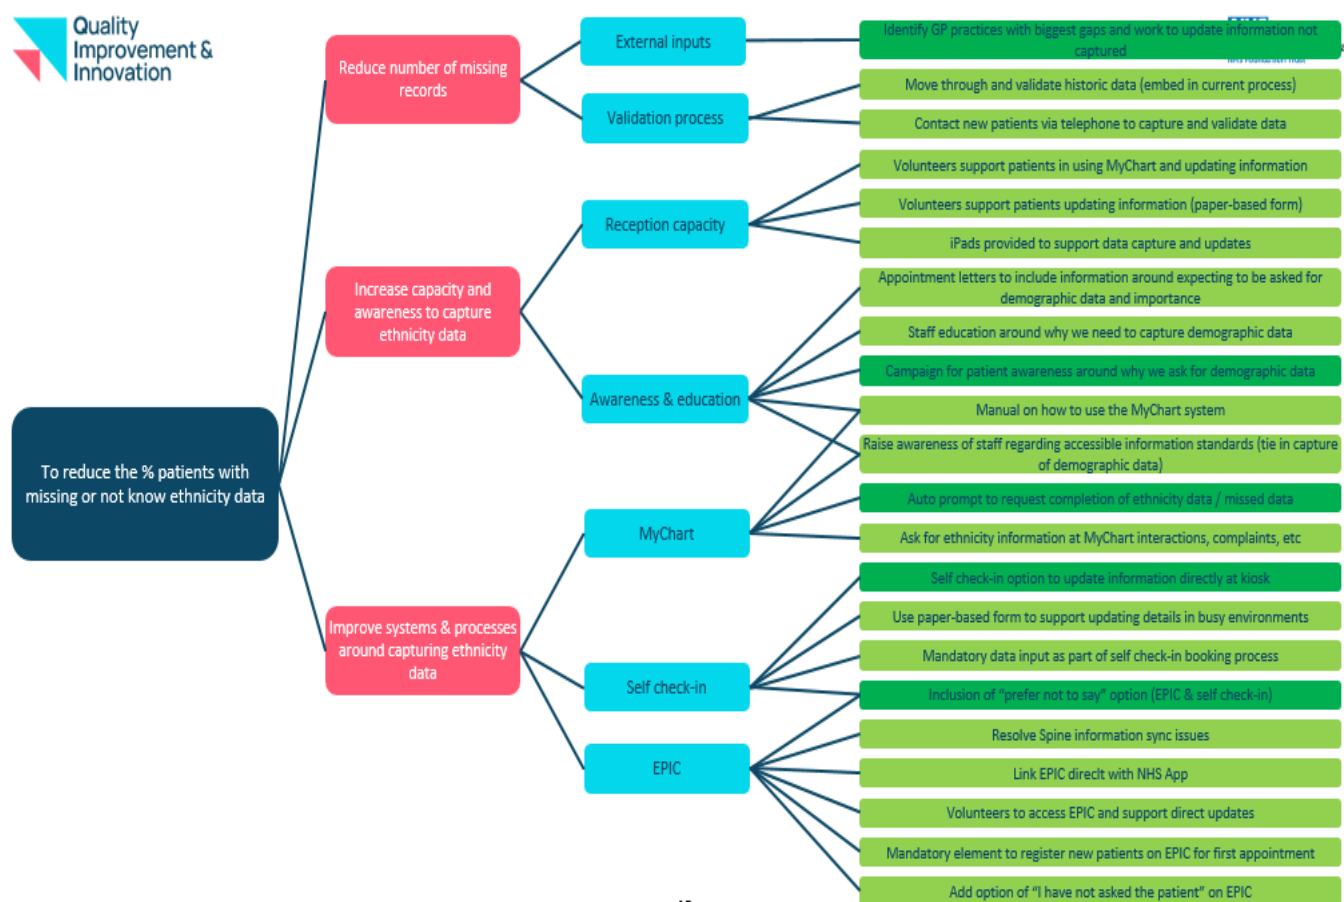 Quality
Improvement &
Innovation
NHS Foundation Trust
To reduce the % patients with
missing or not know ethnicity data
Reduce number of missing
records
Increase capacity and
awareness to capture
ethnicity data
Improve systems & processes
around capturing ethnicity
data
External inputs
Validation process
Reception capacity
Awareness & education
MyChart
Self check-in
EPIC
Identify GP practices with biggest gaps and work to update information not
captured
Move through and validate historic data (embed in current process)
Contact new patients via telephone to capture and validate data
Volunteers support patients in using MyChart and updating information
Volunteers support patients updating information (paper-based form)
iPads provided to support data capture and updates
Appointment letters to include information around expecting to be asked for
demographic data and importance
Staff education around why we need to capture demographic data
Campaign for patient awareness around why we ask for demographic data
Manual on how to use the MyChart system
Raise awareness of staff regarding accessible information standards (tie in capture
of demographic data)
Auto prompt to request completion of ethnicity data / missed data
Ask for ethnicity information at MyChart interactions, complaints, etc
Self check-in option to update information directly at kiosk
Use paper-based form to support updating details in busy environments
Mandatory data input as part of self check-in booking process
Inclusion of "prefer not to say" option (EPIC & self check-in)
Resolve Spine information sync issues
Link EPIC direclt with NHS App
Volunteers to access EPIC and support direct updates
Mandatory element to register new patients on EPIC for first appointment
Add option of "I have not asked the patient" on EPIC